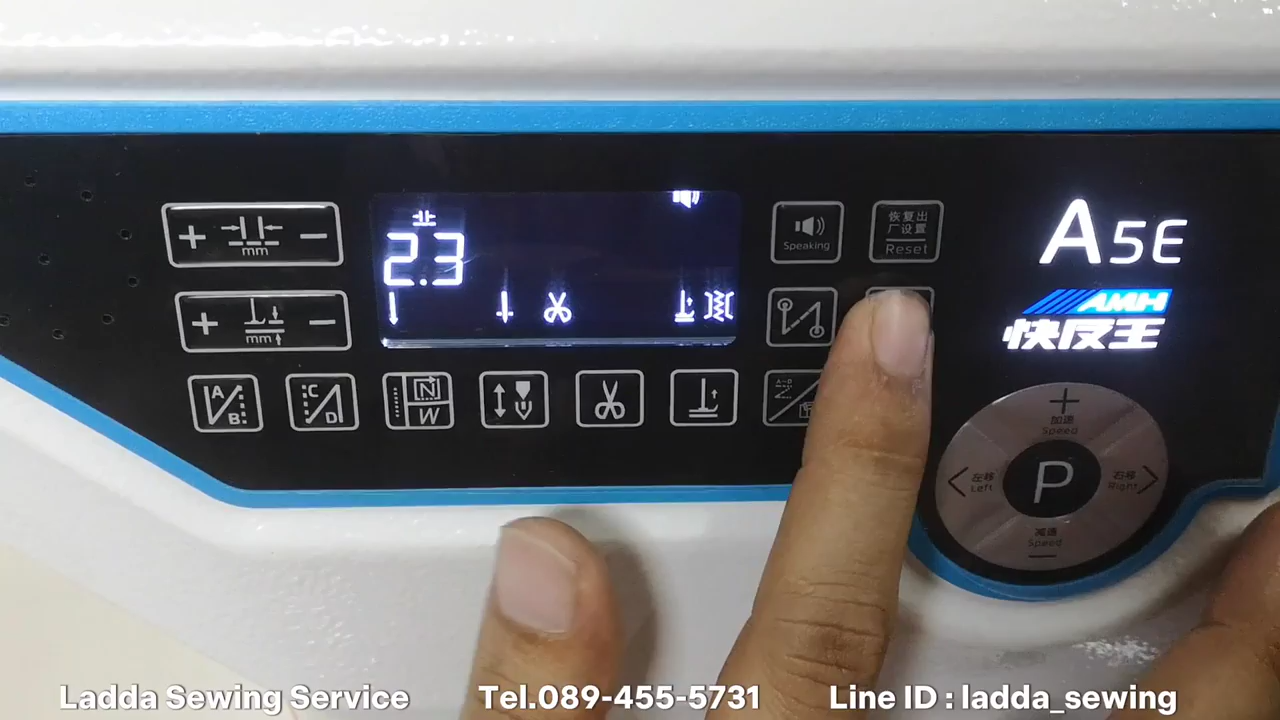 + mm −
2.3
Speaking
恢复出
厂设置
Reset
A5E
AMH
快反王
+ mm −
A
B
C
D
N
W
A-D
+
加速
Speed
左移
Left
P
右移
Right
减速
Speed
−
Ladda Sewing Service Tel.089-455-5731 Line ID : ladda_sewing